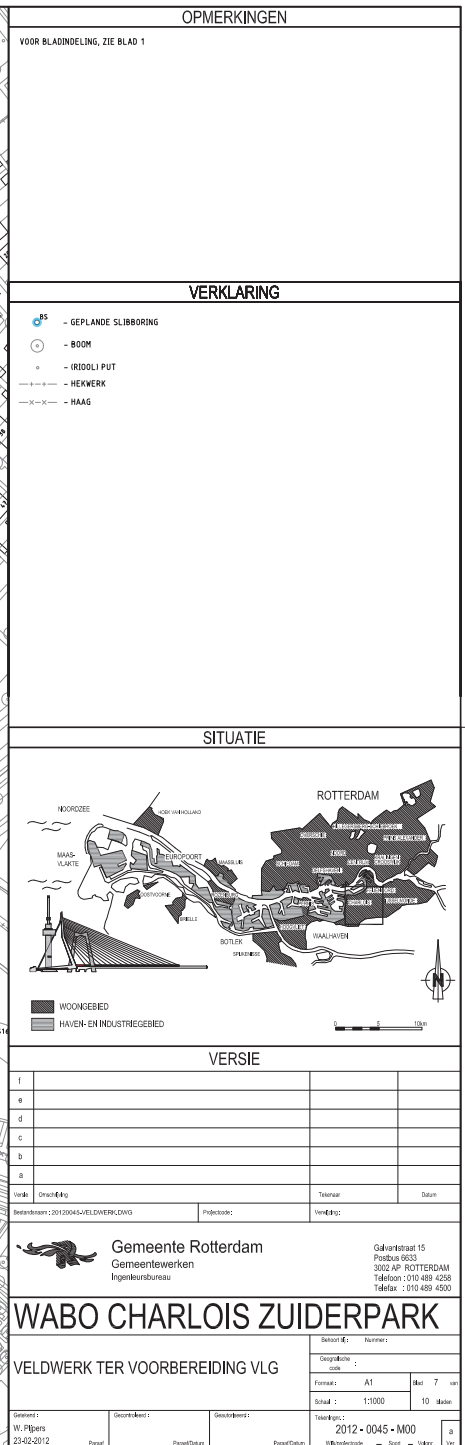 OPMERKINGEN
VOOR BLADINDELING, ZIE BLAD 1
VERKLARING
BS
- GEPLANDE SLIBBORING
- BOOM
- (RIOOL) PUT
- HEKWERK
- HAAG
SITUATIE
NOORDZEE
HOEK VAN HOLLAND
ROTTERDAM
MAAS-
VLAKTE
EUROPOORT
MAASSLUIS
OOSTVOORNE
BRIELLE
BOTLEK
SPIJKENISSE
WAALHAVEN
N
WOONGEBIED
HAVEN- EN INDUSTRIEGEBIED
0 5 10km
VERSIE
f
e
d
c
b
a
Versie Omschrijving Tekenaar Datum
Bestandsnaam : 20120045-VELDWERK.DWG Projectcode : Verwijzing :
Gemeente Rotterdam
Gemeentewerken
Ingenieursbureau
Galvanistraat 15
Postbus 6633
3002 AP ROTTERDAM
Telefoon : 010 489 4258
Telefax : 010 489 4500
WABO CHARLOIS ZUIDERPARK
VELDWERK TER VOORBEREIDING VLG
Behoort bij : Nummer :
Geografische
code :
Formaat : A1 Blad 7 van
Schaal : 1:1000 10 bladen
Getekend : Gecontroleerd : Geautoriseerd : Tekeningnr. :
W. Pijpers
2012 - 0045 - M00 a
23-02-2012 Paraaf Paraaf/Datum Paraaf/Datum